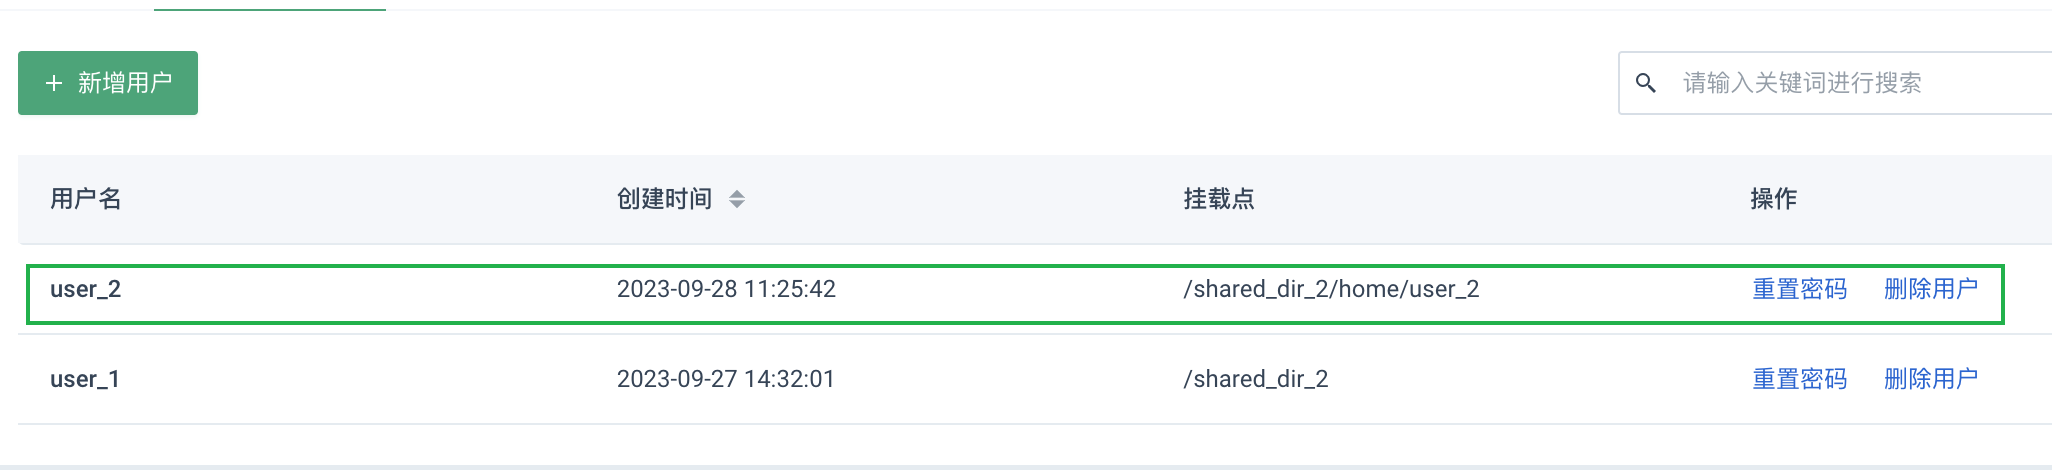 + 新增用户
请输入关键词进行搜索
用户名 创建时间 挂载点 操作
user_2 2023-09-28 11:25:42 /shared_dir_2/home/user_2 重置密码 删除用户
user_1 2023-09-27 14:32:01 /shared_dir_2 重置密码 删除用户